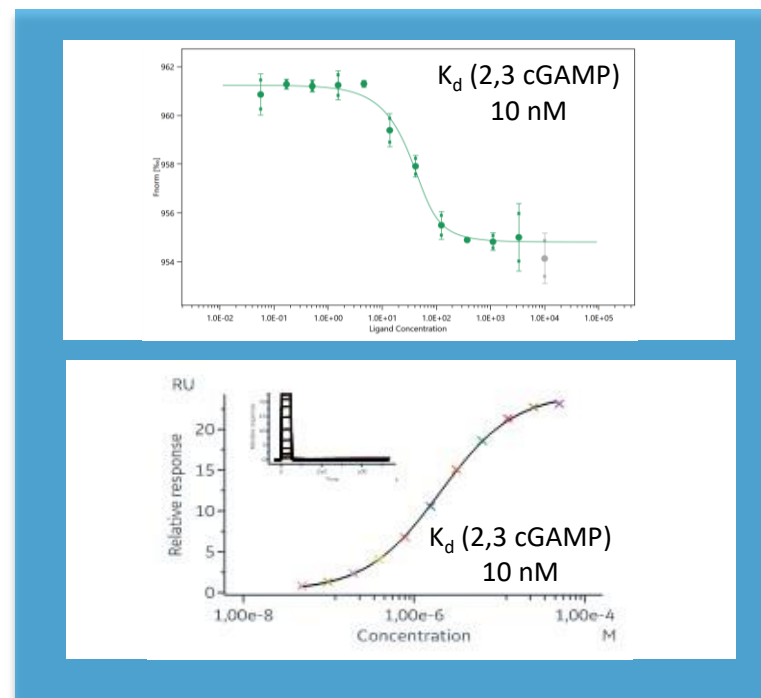 K_d (2,3 cGAMP)
10 nM
962
960
958
956
954
Fnorm [‰]
1.0E-02 1.0E-01 1.0E+00 1.0E+01 1.0E+02 1.0E+03 1.0E+04 1.0E+05
Ligand Concentration
RU
20
15
10
5
0
Relative response
K_d (2,3 cGAMP)
10 nM
1,00e-8 1,00e-6 1,00e-4
Concentration M